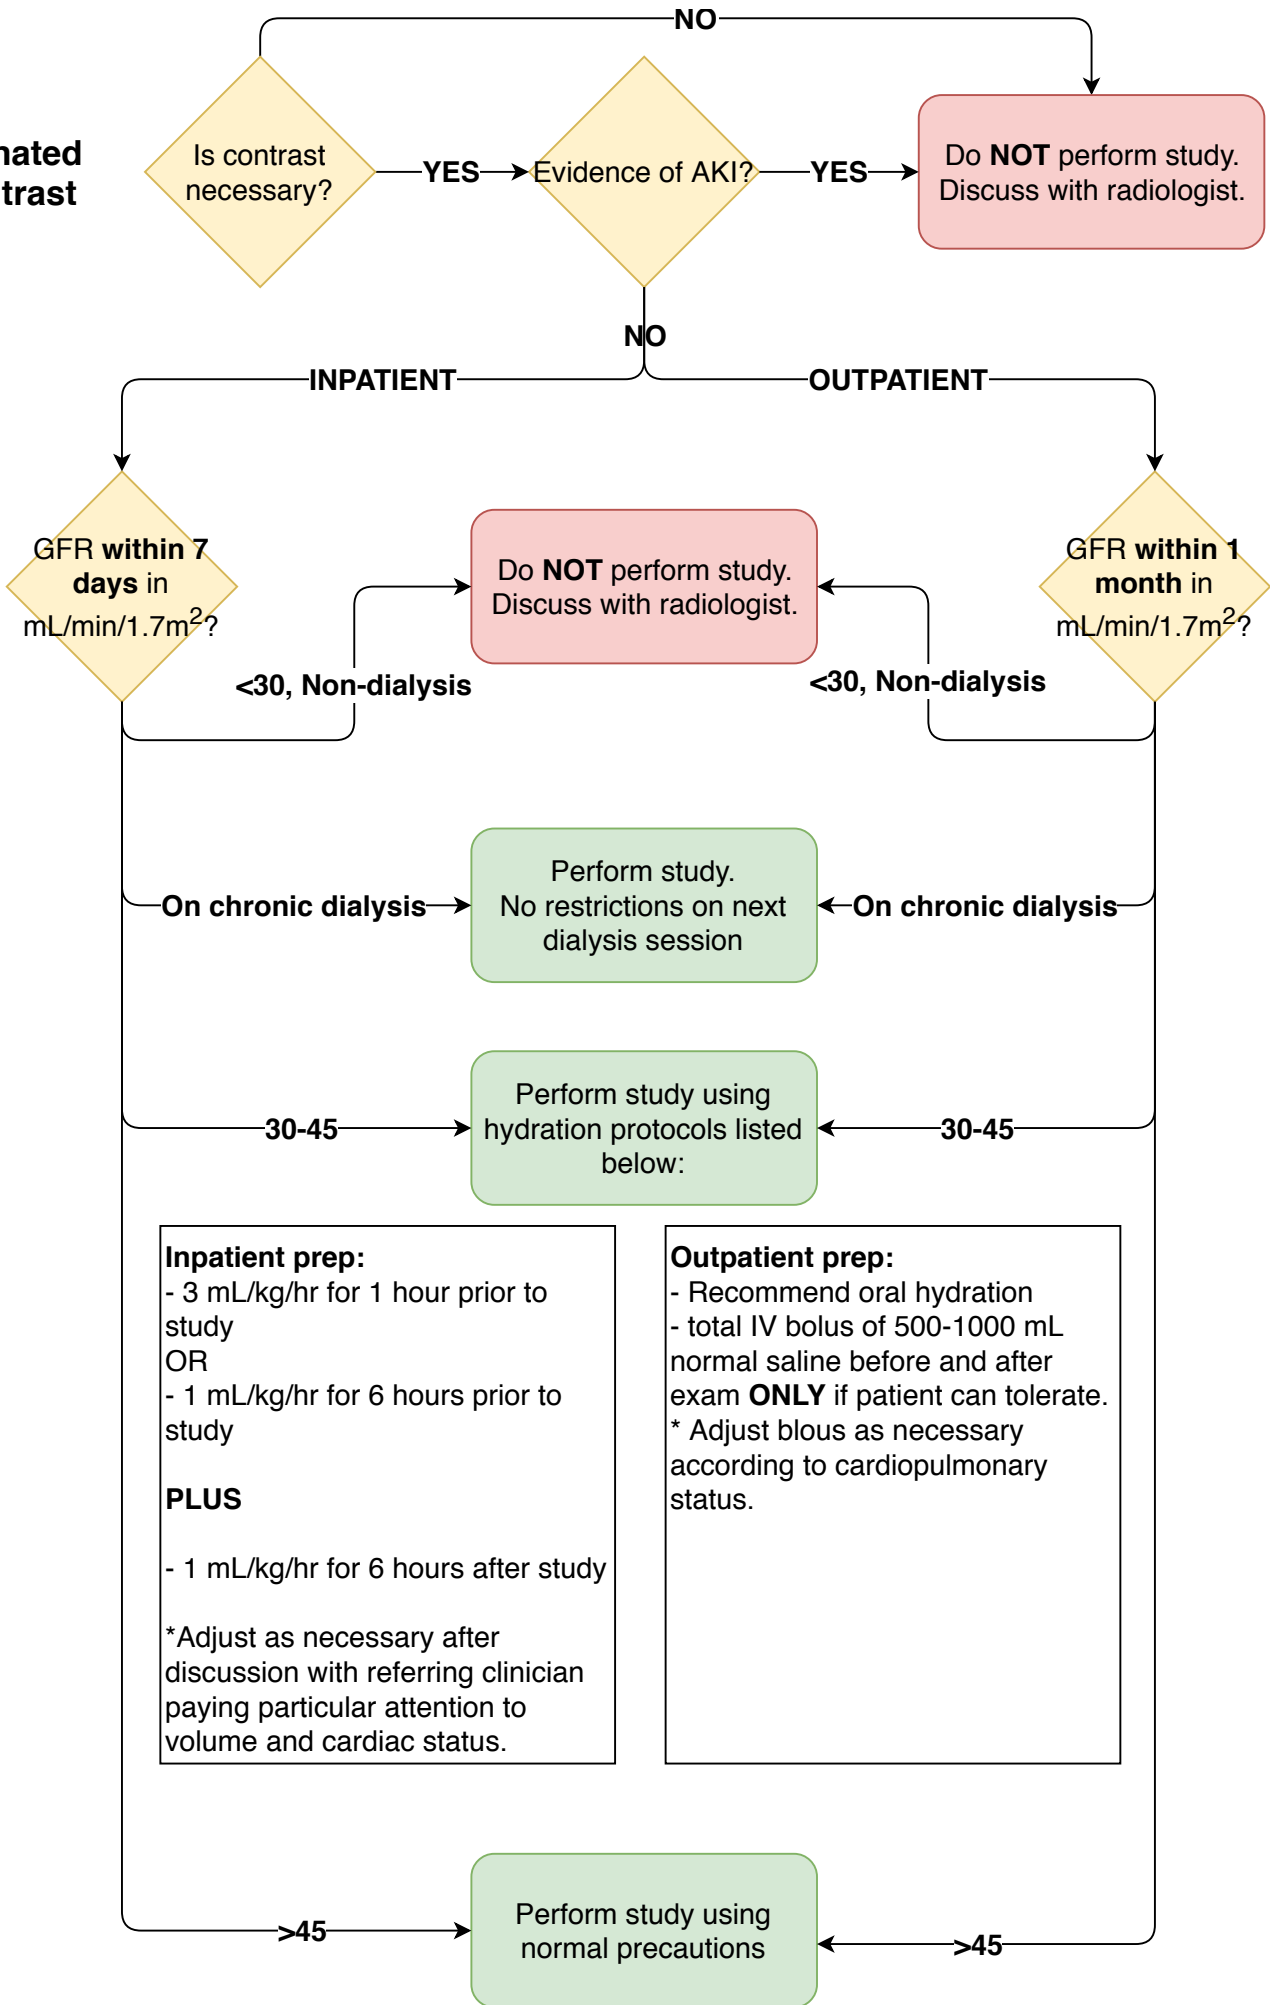 NO
nated
trast
Is contrast
necessary?
YES
Evidence of AKI?
YES
Do NOT perform study.
Discuss with radiologist.
NO
INPATIENT
OUTPATIENT
GFR within 7
days in
mL/min/1.7m²?
Do NOT perform study.
Discuss with radiologist.
GFR within 1
month in
mL/min/1.7m²?
<30, Non-dialysis
<30, Non-dialysis
On chronic dialysis
Perform study.
No restrictions on next
dialysis session
On chronic dialysis
30-45
Perform study using
hydration protocols listed
below:
30-45
Inpatient prep:
- 3 mL/kg/hr for 1 hour prior to
study
OR
- 1 mL/kg/hr for 6 hours prior to
study
PLUS
- 1 mL/kg/hr for 6 hours after study
*Adjust as necessary after
discussion with referring clinician
paying particular attention to
volume and cardiac status.
Outpatient prep:
- Recommend oral hydration
- total IV bolus of 500-1000 mL
normal saline before and after
exam ONLY if patient can tolerate.
* Adjust blous as necessary
according to cardiopulmonary
status.
>45
Perform study using
normal precautions
>45